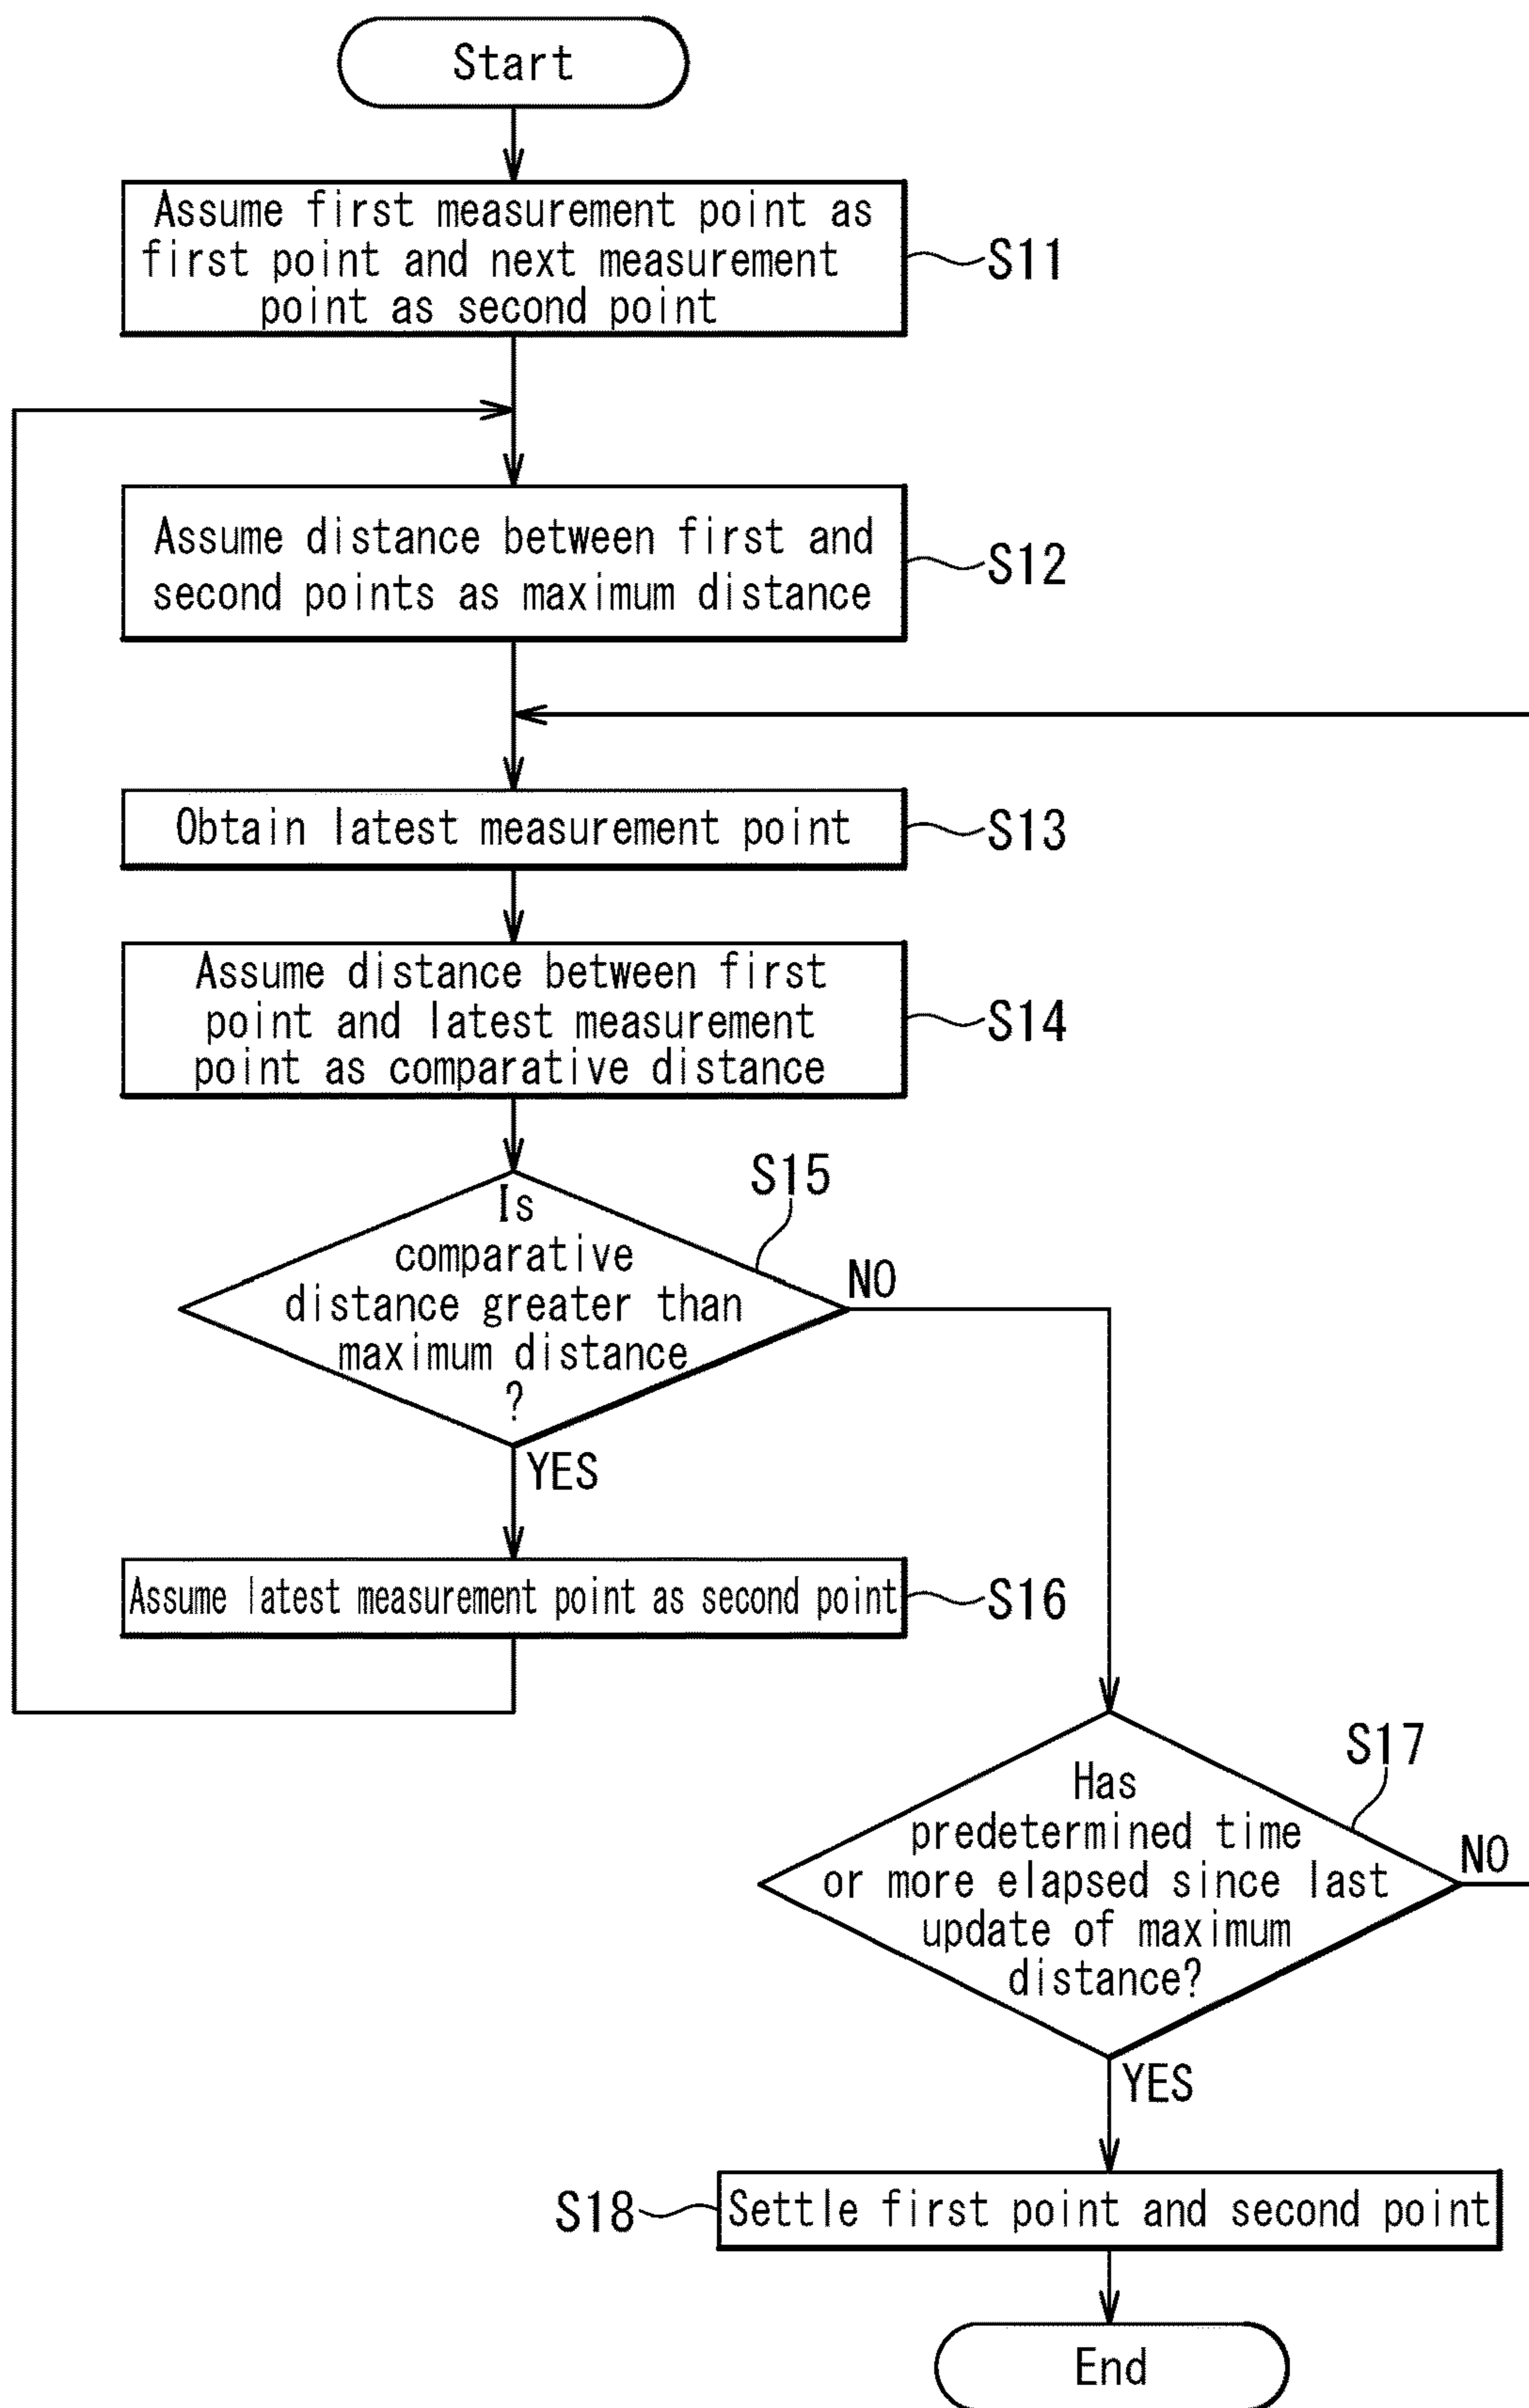 Start
Assume first measurement point as
first point and next measurement
point as second point
S11
Assume distance between first and
second points as maximum distance
S12
Obtain latest measurement point
S13
Assume distance between first
point and latest measurement
point as comparative distance
S14
S15
Is
comparative
distance greater than
maximum distance
?
NO
YES
Assume latest measurement point as second point
S16
S17
Has
predetermined time
or more elapsed since last
update of maximum
distance?
NO
YES
S18
Settle first point and second point
End